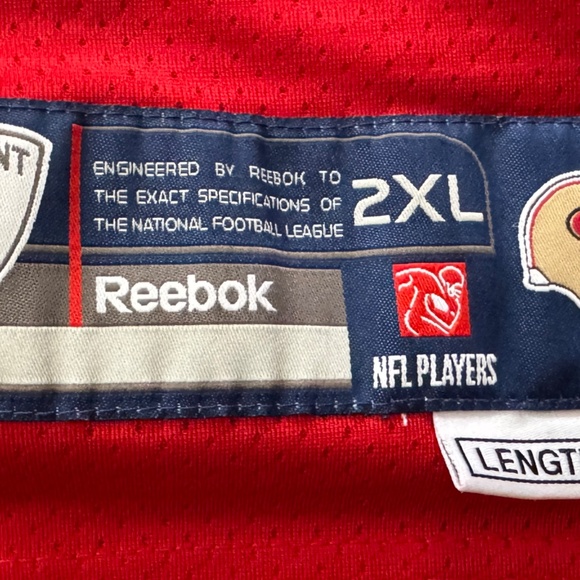 ENGINEERED BY REEBOK TO
THE EXACT SPECIFICATIONS OF
THE NATIONAL FOOTBALL LEAGUE
2XL
Reebok
NFL PLAYERS